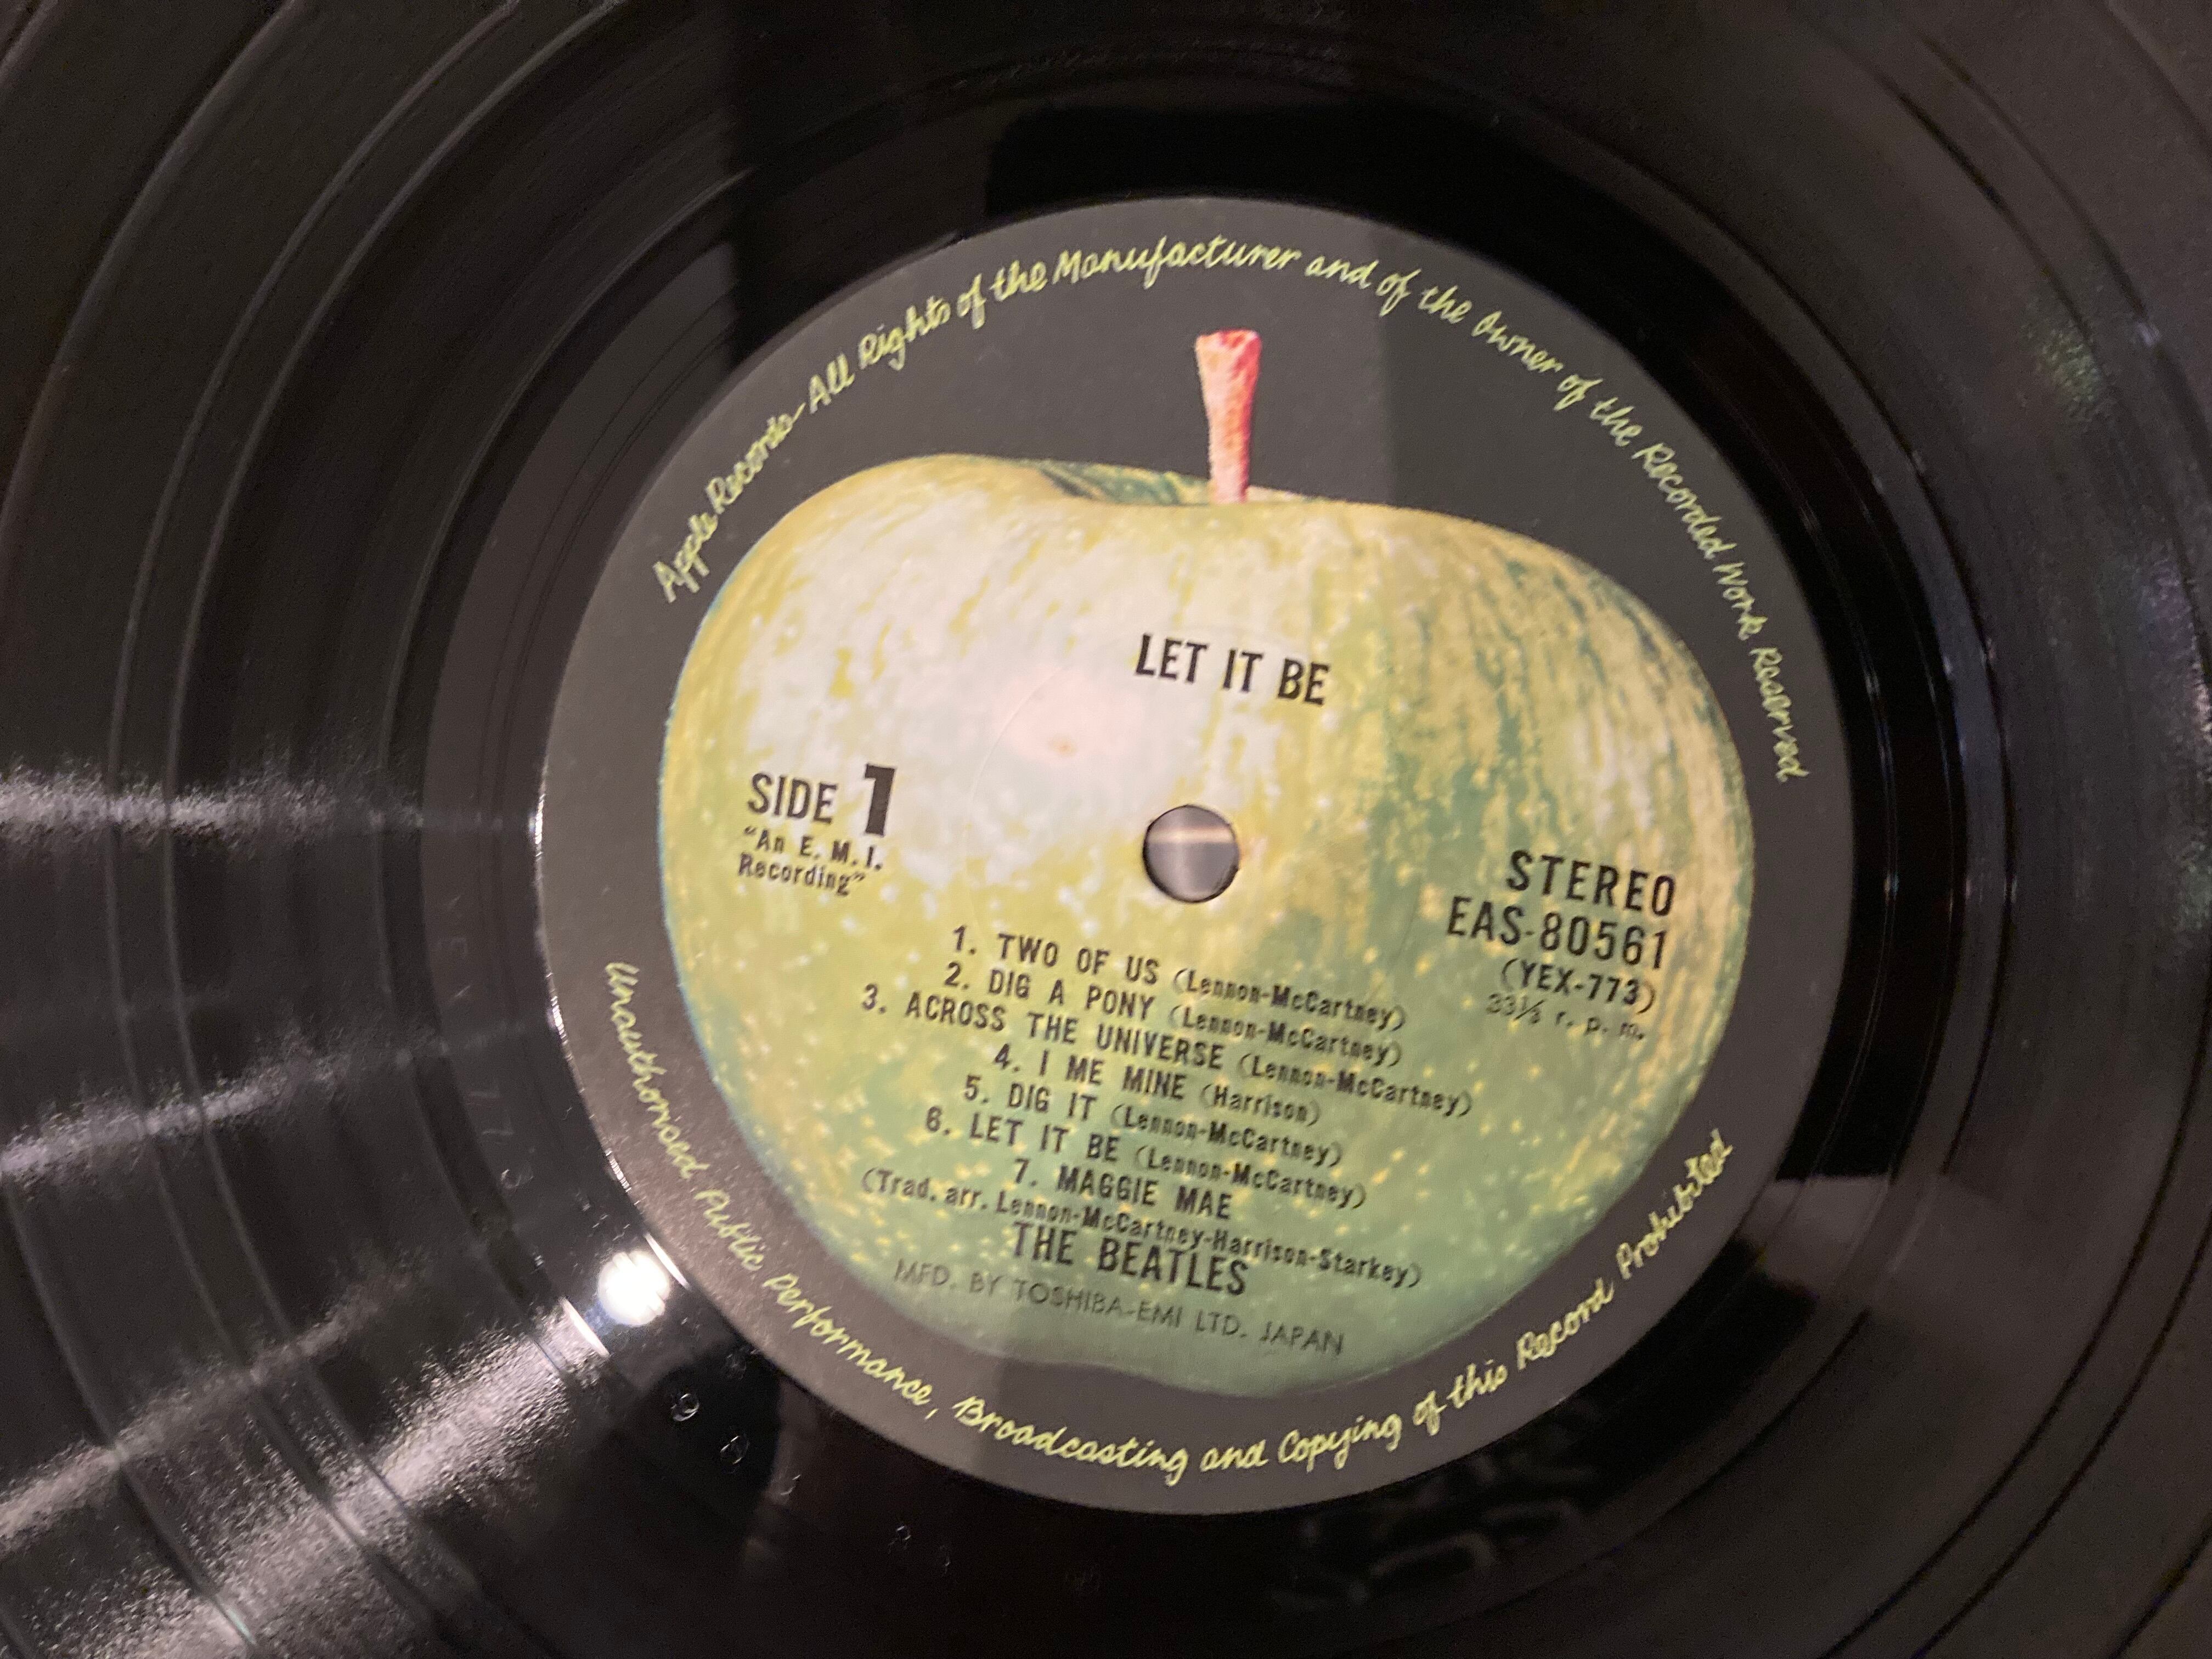 Apple Records-All Rights of the Manufacturer and of the Owner of the Recorded Work Reserved
LET IT BE
SIDE 1
"An E. M. I.
Recording"
STEREO
EAS-80561
(YEX-773)
33⅓ r. p. m.
1. TWO OF US (Lennon-McCartney)
2. DIG A PONY (Lennon-McCartney)
3. ACROSS THE UNIVERSE (Lennon-McCartney)
4. I ME MINE (Harrison)
5. DIG IT (Lennon-McCartney)
6. LET IT BE (Lennon-McCartney)
7. MAGGIE MAE
(Trad. arr. Lennon-McCartney-Harrison-Starkey)
THE BEATLES
MFD. BY TOSHIBA-EMI LTD. JAPAN
Unauthorised Public Performance, Broadcasting and Copying of this Record Prohibited